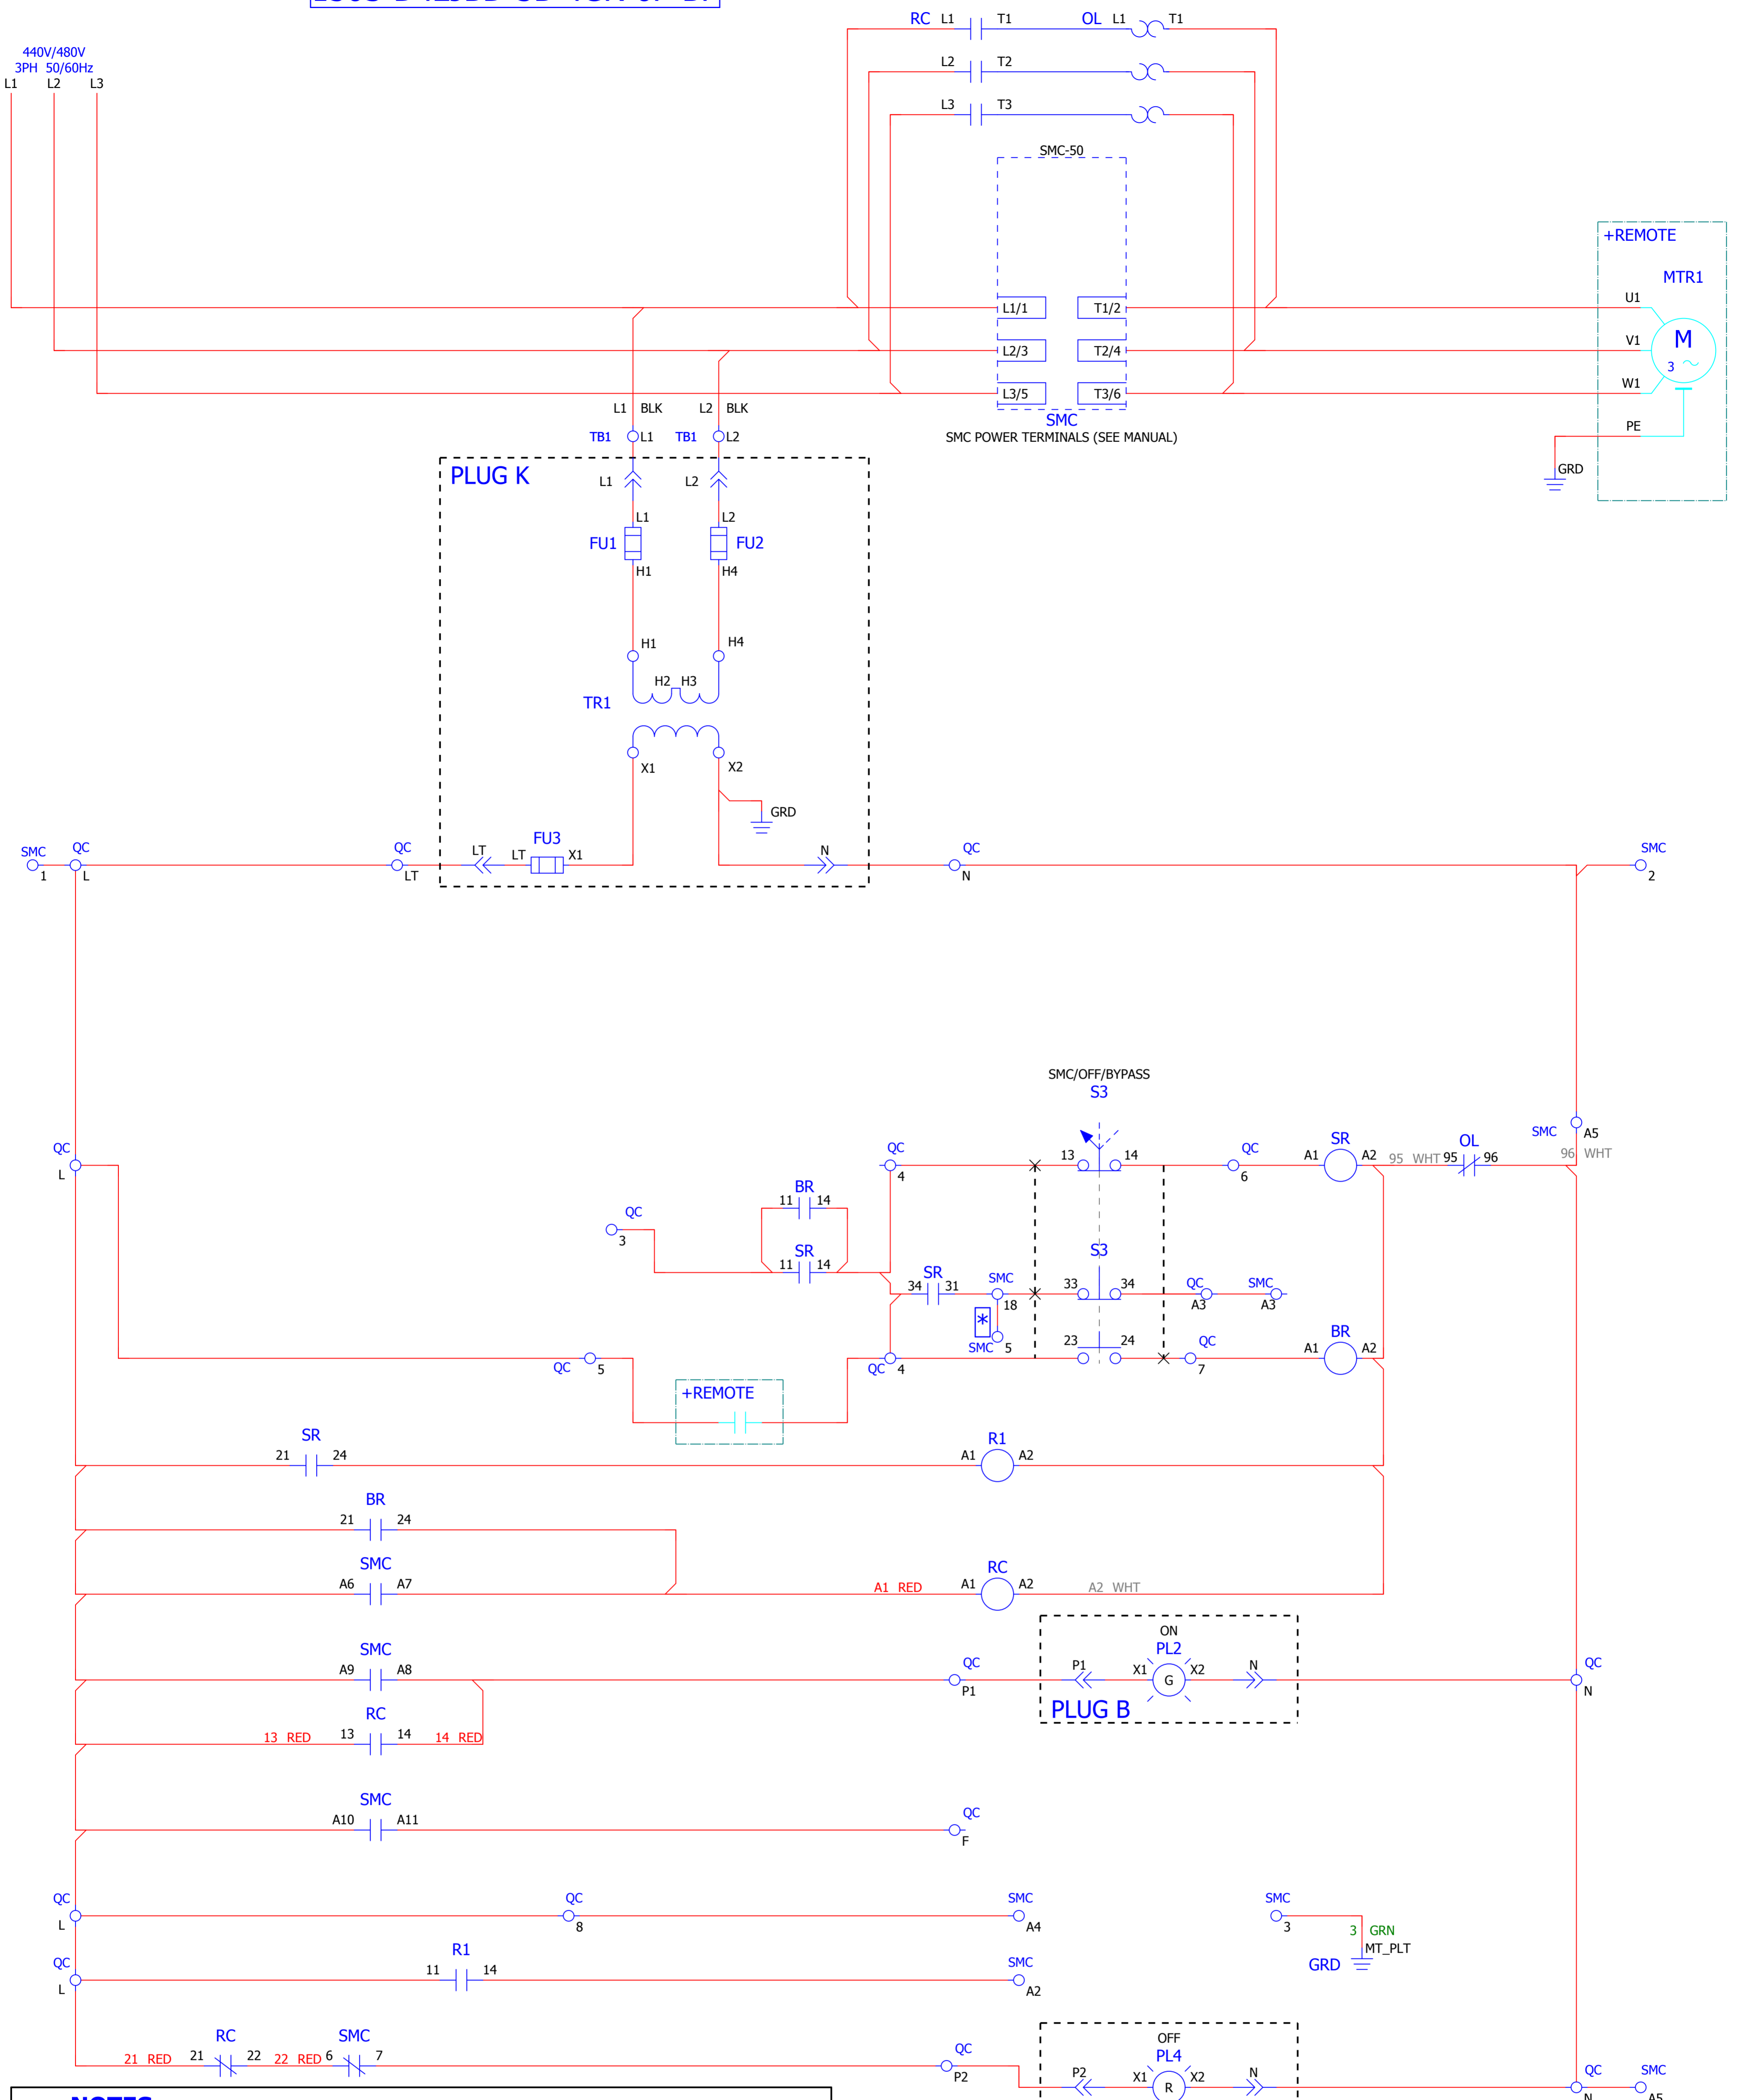 440V/480V
3PH 50/60Hz
L1 L2 L3
RC L1 T1 OL L1 T1
L2 T2
L3 T3
SMC-50
L1/1 T1/2
L2/3 T2/4
L3/5 T3/6
SMC
SMC POWER TERMINALS (SEE MANUAL)
+REMOTE
MTR1
U1
V1
W1
M
3
PE
GRD
L1 BLK L2 BLK
TB1 L1 TB1 L2
PLUG K
L1 L2
L1 L2
FU1 FU2
H1 H4
H1 H4
H2 H3
TR1
X1 X2
GRD
SMC QC QC LT LT FU3 X1 N QC SMC
1 L LT N 2
SMC/OFF/BYPASS
S3
QC QC 13 14 QC A1 SR A2 95 WHT 95 OL 96 SMC A5
L 4 6 96 WHT
BR
11 14
QC
3
SR
11 14
S3
SR
34 31 SMC 33 34 QC SMC
18 A3 A3
*
SMC 5 23 24 QC A1 BR A2
QC 5 QC 4 7
+REMOTE
SR R1
21 24 A1 A2
BR
21 24
SMC RC
A6 A7 A1 RED A1 A2 A2 WHT
ON
SMC QC PL2 QC
A9 A8 P1 P1 X1 G X2 N N
PLUG B
RC
13 RED 13 14 14 RED
SMC
A10 A11 QC
F
QC QC SMC SMC
L 8 A4 3
3 GRN
MT_PLT
GRD
QC R1 SMC
L 11 14 A2
OFF
RC SMC QC PL4 QC SMC
21 RED 21 22 22 RED 6 7 P2 P2 X1 R X2 N N A5